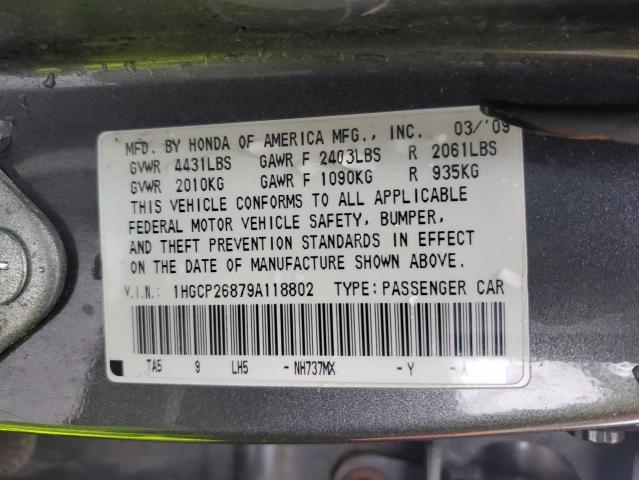 MFD. BY HONDA OF AMERICA MFG., INC. 03/'09
GVWR 4431LBS GAWR F 2403LBS R 2061LBS
GVWR 2010KG GAWR F 1090KG R 935KG
THIS VEHICLE CONFORMS TO ALL APPLICABLE
FEDERAL MOTOR VEHICLE SAFETY, BUMPER,
AND THEFT PREVENTION STANDARDS IN EFFECT
ON THE DATE OF MANUFACTURE SHOWN ABOVE.
V.I.N.: 1HGCP26879A118802 TYPE: PASSENGER CAR
TA5 9 LH5 - NH737MX - Y - A